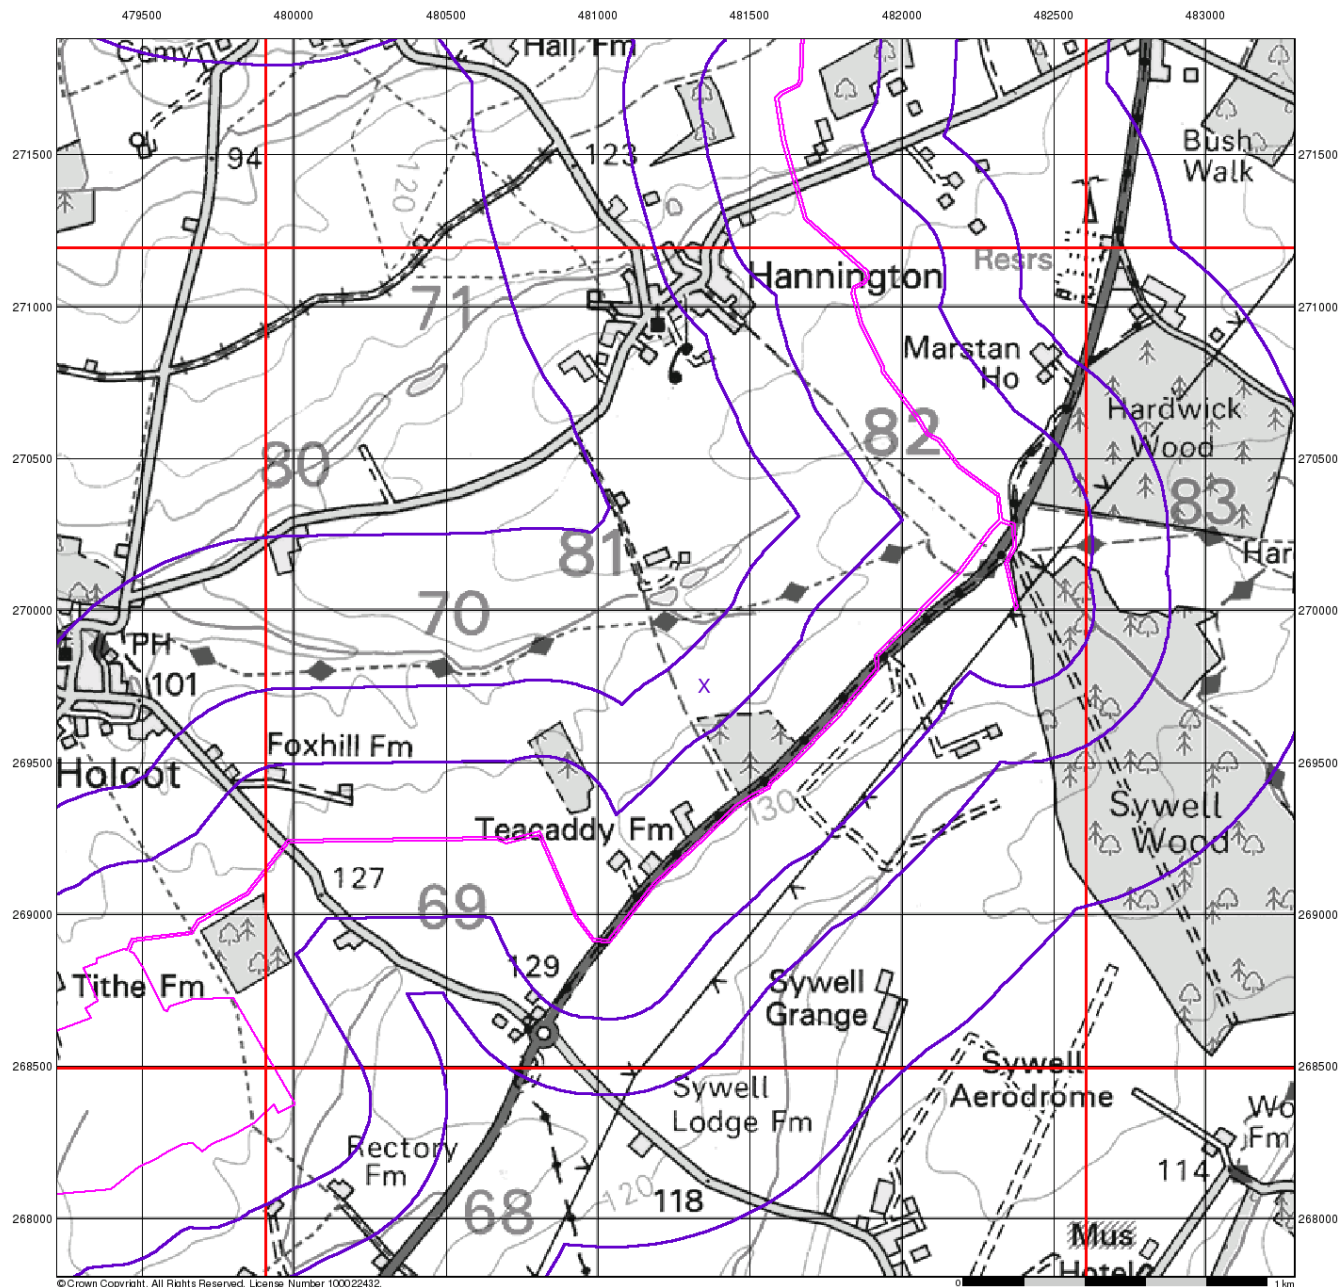 479500 480000 480500 481000 481500 482000 482500 483000
Cemy
Hall Fm
271500
94
123
120
Bush
Walk
271500
Hannington
Resrs
271000
71
271000
Marstan
Ho
Hardwick
Wood
82
270500
80
270500
83
81
Har
270000
70
270000
PH
101
X
Foxhill Fm
269500
Holcot
269500
130
Sywell
Wood
Teacaddy Fm
127
269000
69
269000
129
Tithe Fm
Sywell
Grange
268500
268500
Sywell
Aerodrome
Sywell
Lodge Fm
Wo
Fm
Rectory
Fm
114
120
118
268000
68
268000
Mus
Hotel
© Crown Copyright. All Rights Reserved. License Number 100022432.
0 1 km